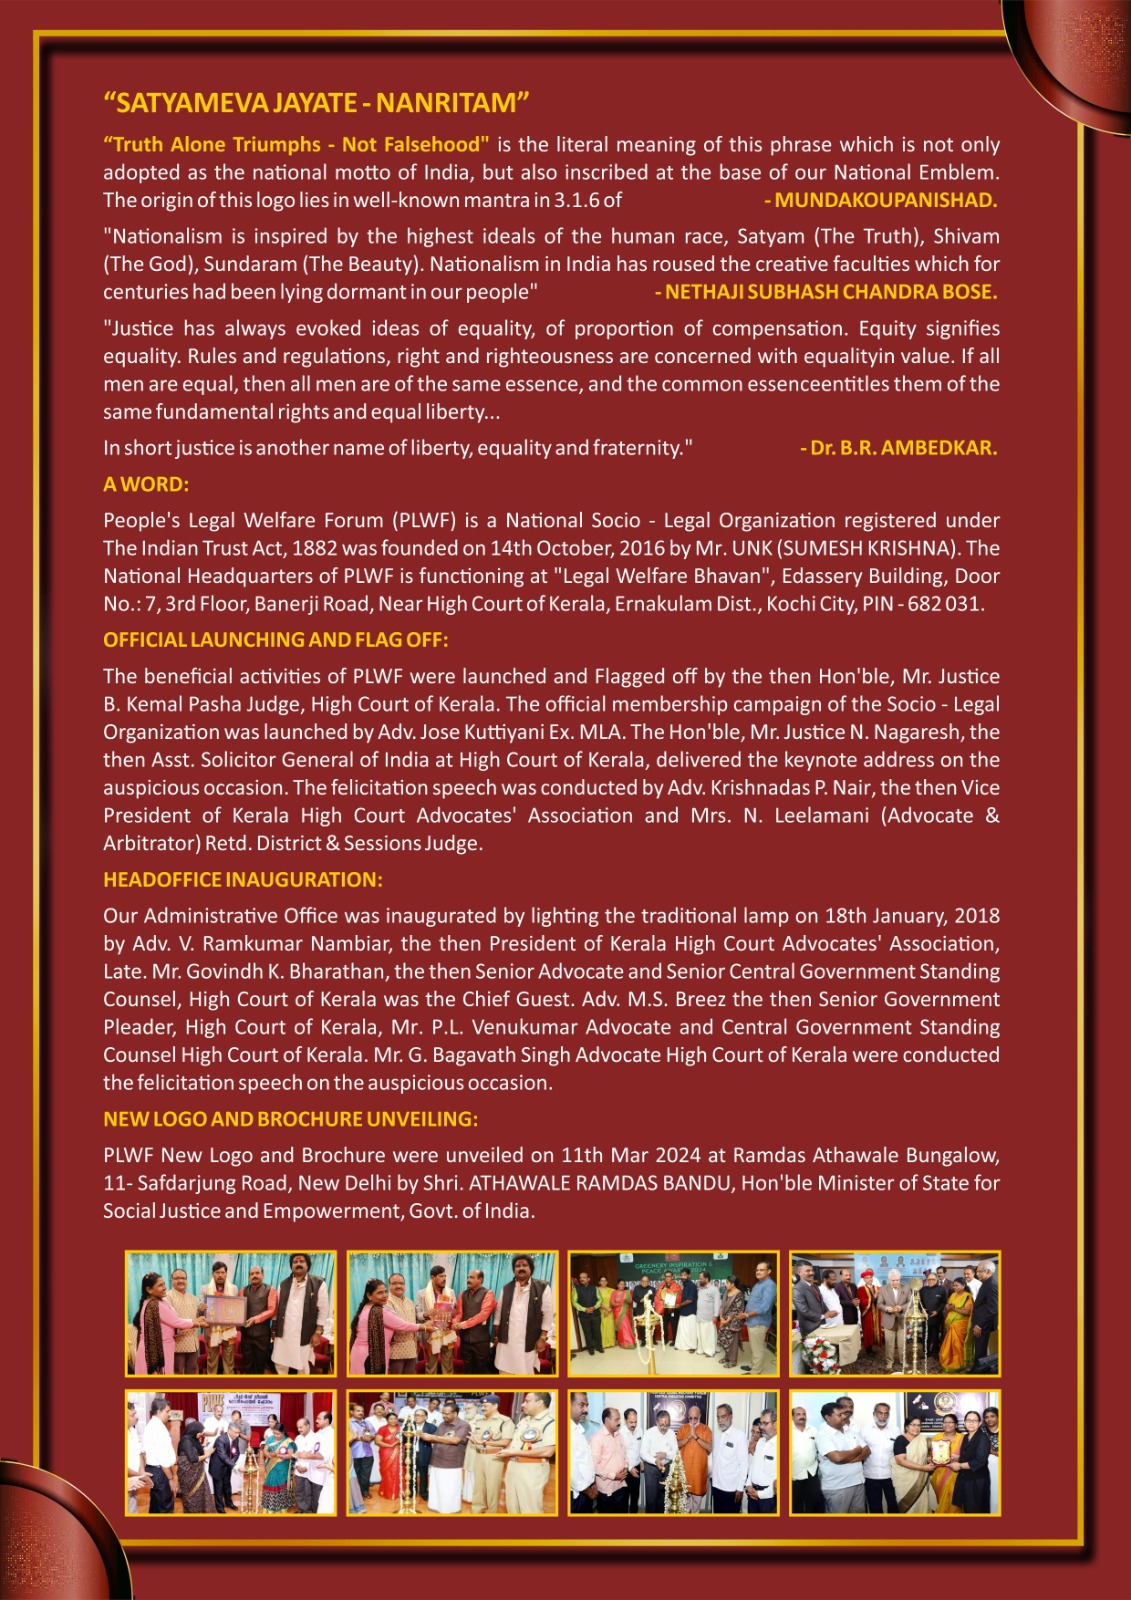 “SATYAMEVA JAYATE - NANRITAM”
“Truth Alone Triumphs - Not Falsehood" is the literal meaning of this phrase which is not only
adopted as the national motto of India, but also inscribed at the base of our National Emblem.
The origin of this logo lies in well-known mantra in 3.1.6 of - MUNDAKOUPANISHAD.
"Nationalism is inspired by the highest ideals of the human race, Satyam (The Truth), Shivam
(The God), Sundaram (The Beauty). Nationalism in India has roused the creative faculties which for
centuries had been lying dormant in our people" - NETHAJI SUBHASH CHANDRA BOSE.
"Justice has always evoked ideas of equality, of proportion of compensation. Equity signifies
equality. Rules and regulations, right and righteousness are concerned with equalityin value. If all
men are equal, then all men are of the same essence, and the common essenceentitles them of the
same fundamental rights and equal liberty...
In short justice is another name of liberty, equality and fraternity." - Dr. B.R. AMBEDKAR.
A WORD:
People's Legal Welfare Forum (PLWF) is a National Socio - Legal Organization registered under
The Indian Trust Act, 1882 was founded on 14th October, 2016 by Mr. UNK (SUMESH KRISHNA). The
National Headquarters of PLWF is functioning at "Legal Welfare Bhavan", Edassery Building, Door
No.: 7, 3rd Floor, Banerji Road, Near High Court of Kerala, Ernakulam Dist., Kochi City, PIN - 682 031.
OFFICIAL LAUNCHING AND FLAG OFF:
The beneficial activities of PLWF were launched and Flagged off by the then Hon'ble, Mr. Justice
B. Kemal Pasha Judge, High Court of Kerala. The official membership campaign of the Socio - Legal
Organization was launched by Adv. Jose Kuttiyani Ex. MLA. The Hon'ble, Mr. Justice N. Nagaresh, the
then Asst. Solicitor General of India at High Court of Kerala, delivered the keynote address on the
auspicious occasion. The felicitation speech was conducted by Adv. Krishnadas P. Nair, the then Vice
President of Kerala High Court Advocates' Association and Mrs. N. Leelamani (Advocate &
Arbitrator) Retd. District & Sessions Judge.
HEADOFFICE INAUGURATION:
Our Administrative Office was inaugurated by lighting the traditional lamp on 18th January, 2018
by Adv. V. Ramkumar Nambiar, the then President of Kerala High Court Advocates' Association,
Late. Mr. Govindh K. Bharathan, the then Senior Advocate and Senior Central Government Standing
Counsel, High Court of Kerala was the Chief Guest. Adv. M.S. Breez the then Senior Government
Pleader, High Court of Kerala, Mr. P.L. Venukumar Advocate and Central Government Standing
Counsel High Court of Kerala. Mr. G. Bagavath Singh Advocate High Court of Kerala were conducted
the felicitation speech on the auspicious occasion.
NEW LOGO AND BROCHURE UNVEILING:
PLWF New Logo and Brochure were unveiled on 11th Mar 2024 at Ramdas Athawale Bungalow,
11- Safdarjung Road, New Delhi by Shri. ATHAWALE RAMDAS BANDU, Hon'ble Minister of State for
Social Justice and Empowerment, Govt. of India.
GREENERY INSPIRATION &
PLWF